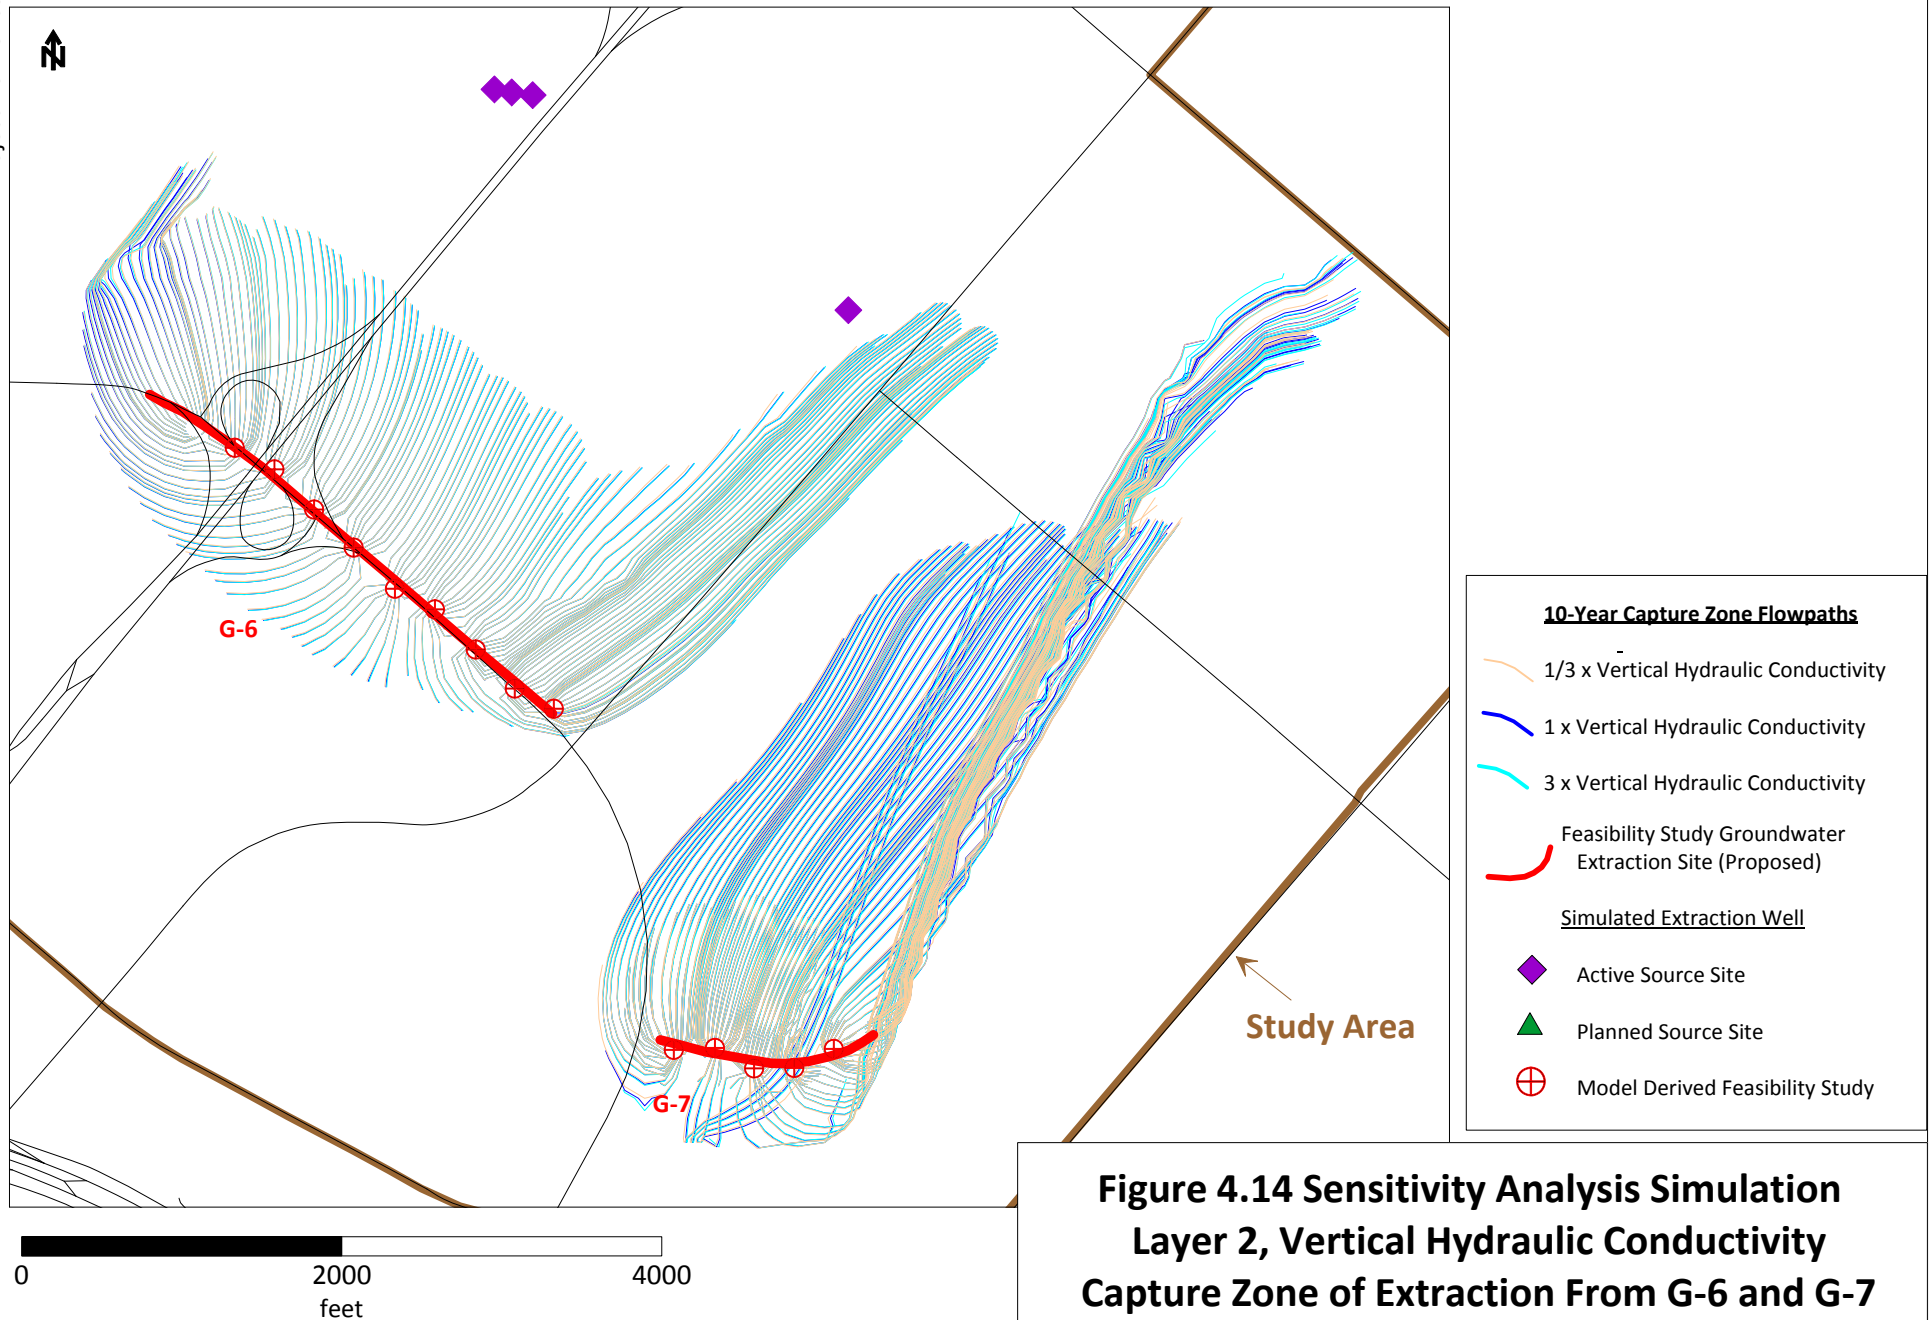 N
G-6
G-7
Study Area
10-Year Capture Zone Flowpaths
1/3 x Vertical Hydraulic Conductivity
1 x Vertical Hydraulic Conductivity
3 x Vertical Hydraulic Conductivity
Feasibility Study Groundwater
Extraction Site (Proposed)
Simulated Extraction Well
Active Source Site
Planned Source Site
Model Derived Feasibility Study
0 2000 4000
feet
Figure 4.14 Sensitivity Analysis Simulation
Layer 2, Vertical Hydraulic Conductivity
Capture Zone of Extraction From G-6 and G-7